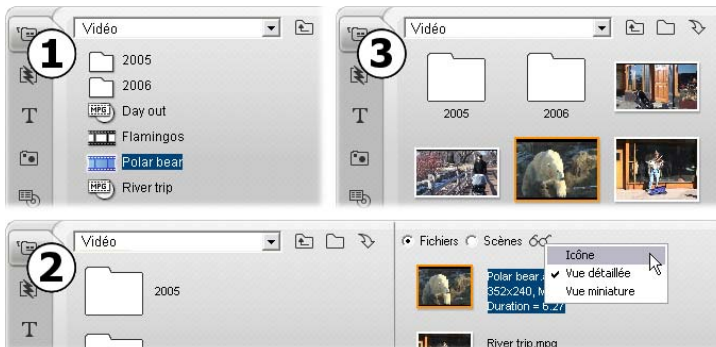 1
Vidéo
2005
2006
MPG Day out
Flamingos
Polar bear
MPG River trip
T
3
Vidéo
2005
2006
T
2
Vidéo
2005
T
Fichiers Scènes
Icône
Vue détaillée
Vue miniature
Polar bear
352x240, M
Duration = 6.27
River trip.mpg